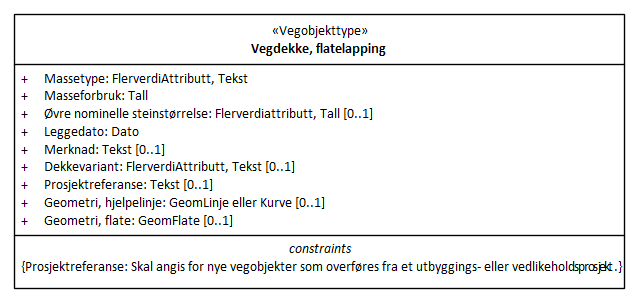 «Vegobjekttype»
Vegdekke, flatelapping
+ Massetype: FlerverdiAttributt, Tekst
+ Masseforbruk: Tall
+ Øvre nominelle steinstørrelse: Flerverdiattributt, Tall [0..1]
+ Leggedato: Dato
+ Merknad: Tekst [0..1]
+ Dekkevariant: FlerverdiAttributt, Tekst [0..1]
+ Prosjektreferanse: Tekst [0..1]
+ Geometri, hjelpelinje: GeomLinje eller Kurve [0..1]
+ Geometri, flate: GeomFlate [0..1]
constraints
{Prosjektreferanse: Skal angis for nye vegobjekter som overføres fra et utbyggings- eller vedlikeholdsprosjekt.}